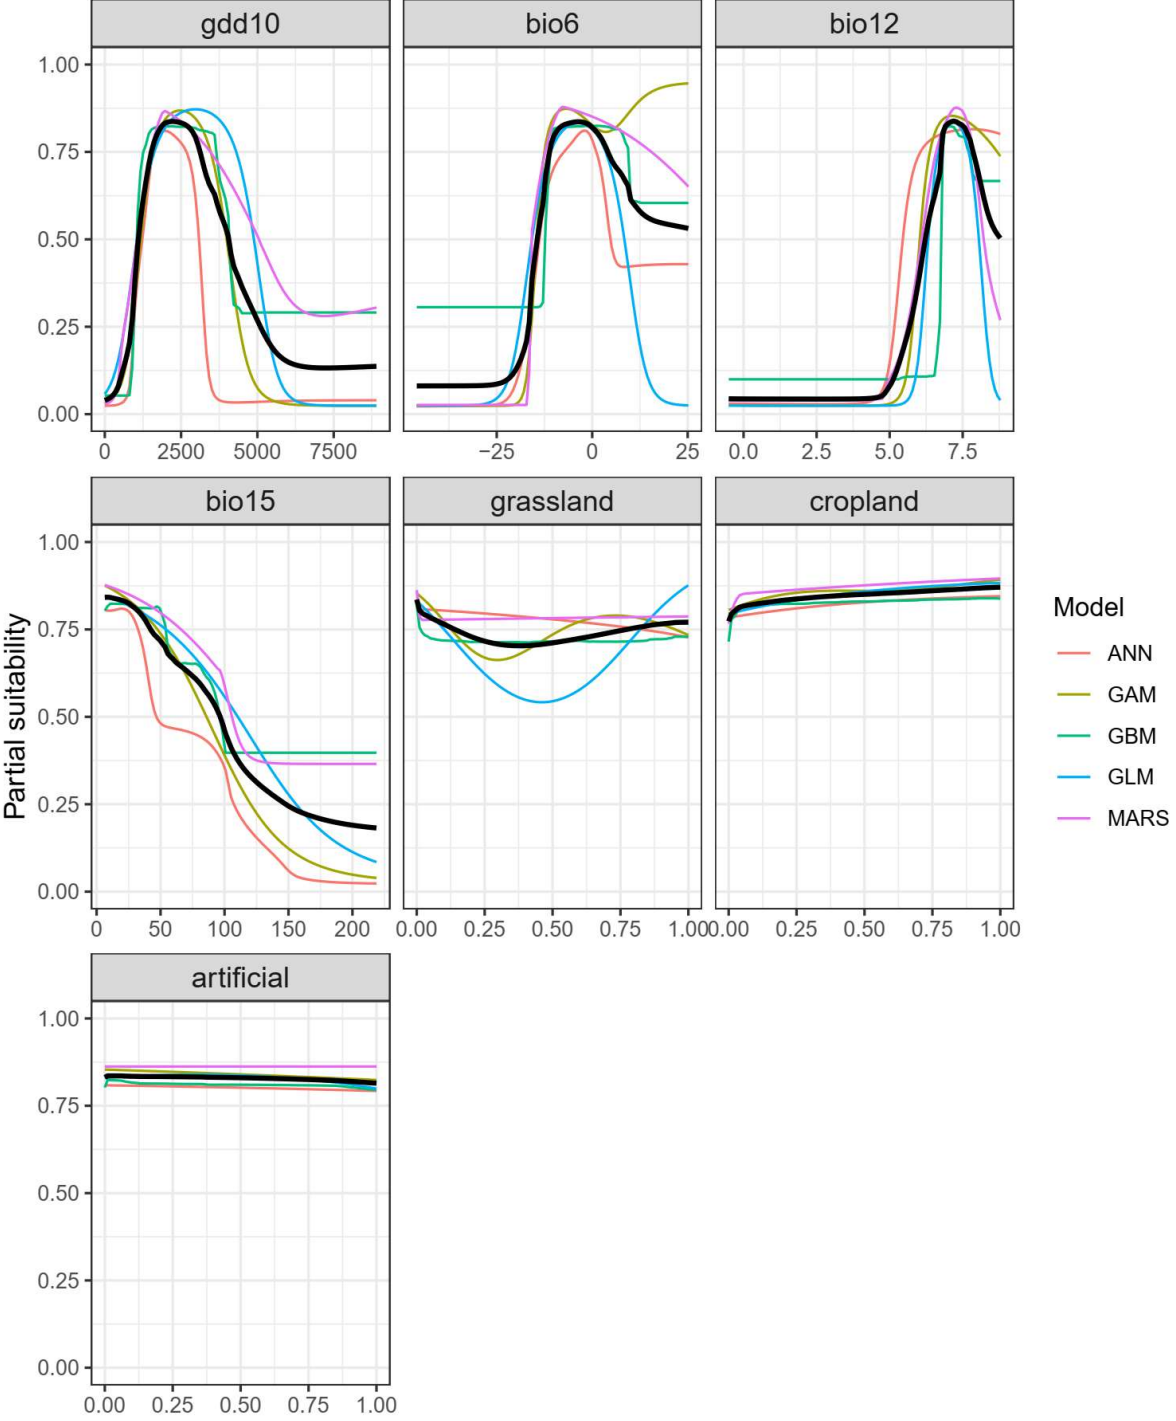 gdd10 bio6 bio12
1.00
0.75
0.50
0.25
0.00
0 2500 5000 7500 −25 0 25 0.0 2.5 5.0 7.5
bio15 grassland cropland
1.00
0.75
0.50
0.25
0.00
0 50 100 150 200 0.00 0.25 0.50 0.75 1.00 0.00 0.25 0.50 0.75 1.00
artificial
1.00
0.75
0.50
0.25
0.00
0.00 0.25 0.50 0.75 1.00
Partial suitability
Model
ANN
GAM
GBM
GLM
MARS